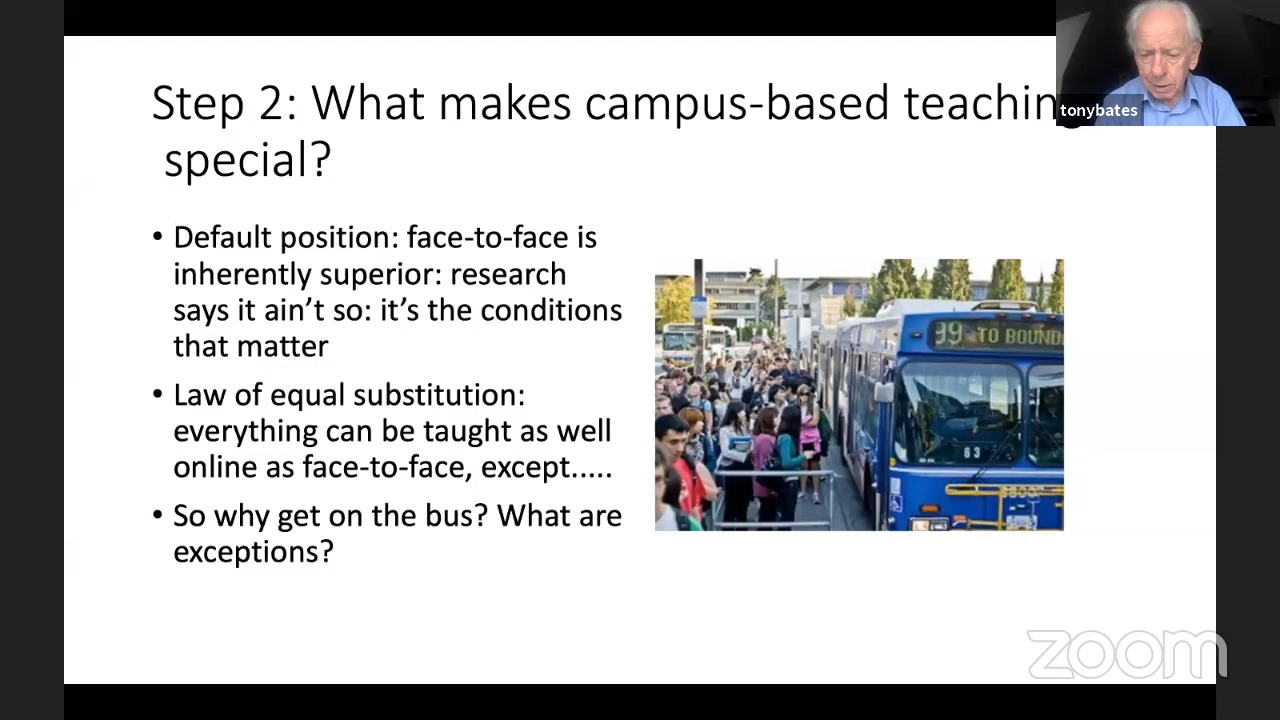 Step 2: What makes campus-based teaching
special?
tonybates
• Default position: face-to-face is
inherently superior: research
says it ain't so: it's the conditions
that matter
• Law of equal substitution:
everything can be taught as well
online as face-to-face, except.....
• So why get on the bus? What are
exceptions?
99 TO BOUND
63
zoom